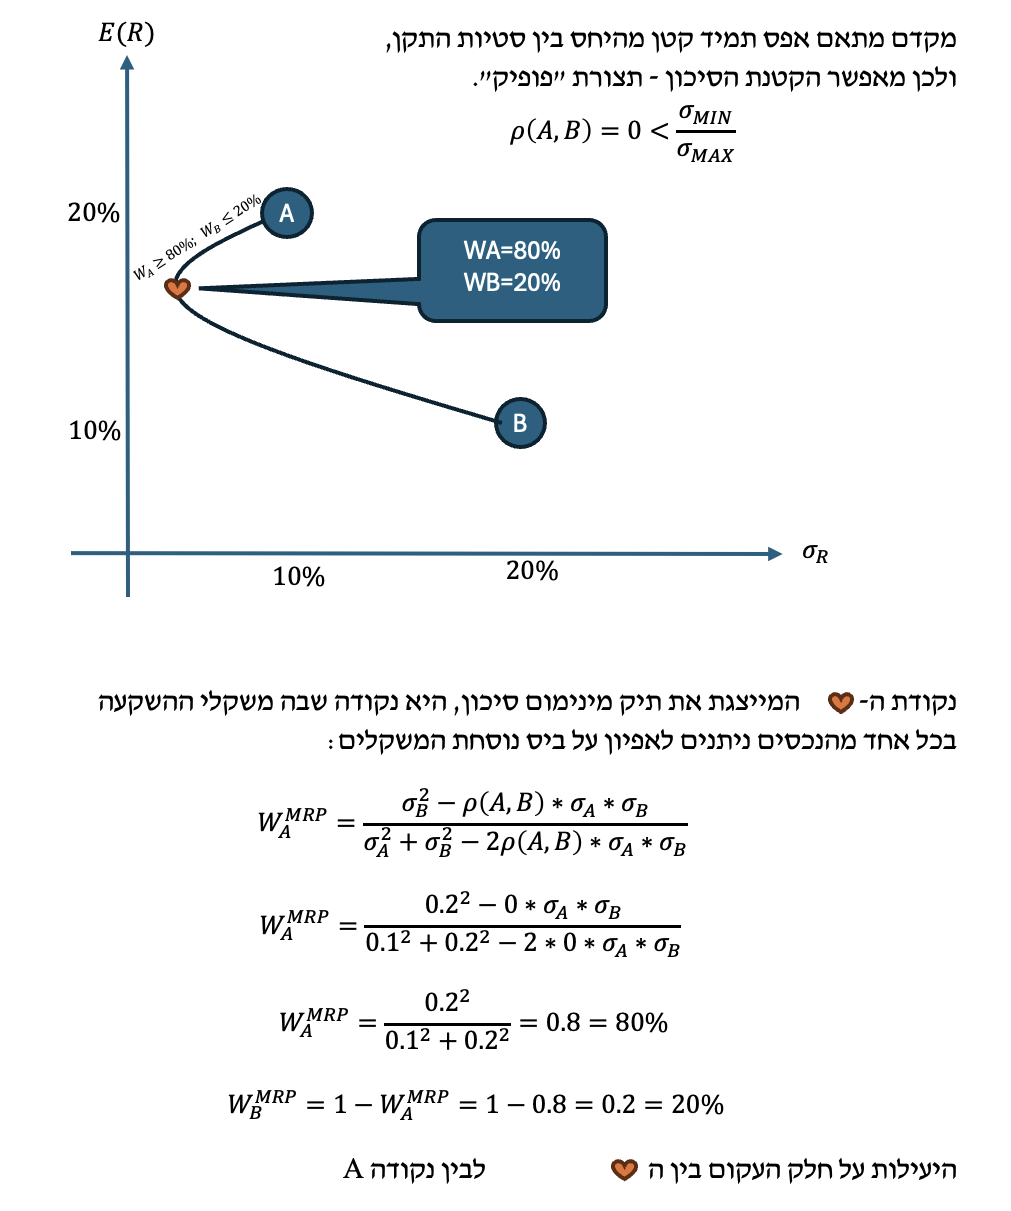 E(R)
מקדם מתאם אפס תמיד קטן מהיחס בין סטיות התקן,
ולכן מאפשר הקטנת הסיכון - תצורת "פופיק".
ρ(A, B) = 0 < σ_MIN / σ_MAX
20%
W_A ≥ 80%; W_B ≤ 20%
A
WA=80%
WB=20%
10%
B
σ_R
10%
20%
נקודת ה- המייצגת את תיק מינימום סיכון, היא נקודה שבה משקלי ההשקעה
בכל אחד מהנכסים ניתנים לאפיון על ביס נוסחת המשקלים:
W_A^MRP = (σ_B^2 − ρ(A, B) * σ_A * σ_B) / (σ_A^2 + σ_B^2 − 2ρ(A, B) * σ_A * σ_B)
W_A^MRP = (0.2^2 − 0 * σ_A * σ_B) / (0.1^2 + 0.2^2 − 2 * 0 * σ_A * σ_B)
W_A^MRP = 0.2^2 / (0.1^2 + 0.2^2) = 0.8 = 80%
W_B^MRP = 1 − W_A^MRP = 1 − 0.8 = 0.2 = 20%
היעילות על חלק העקום בין ה לבין נקודה A